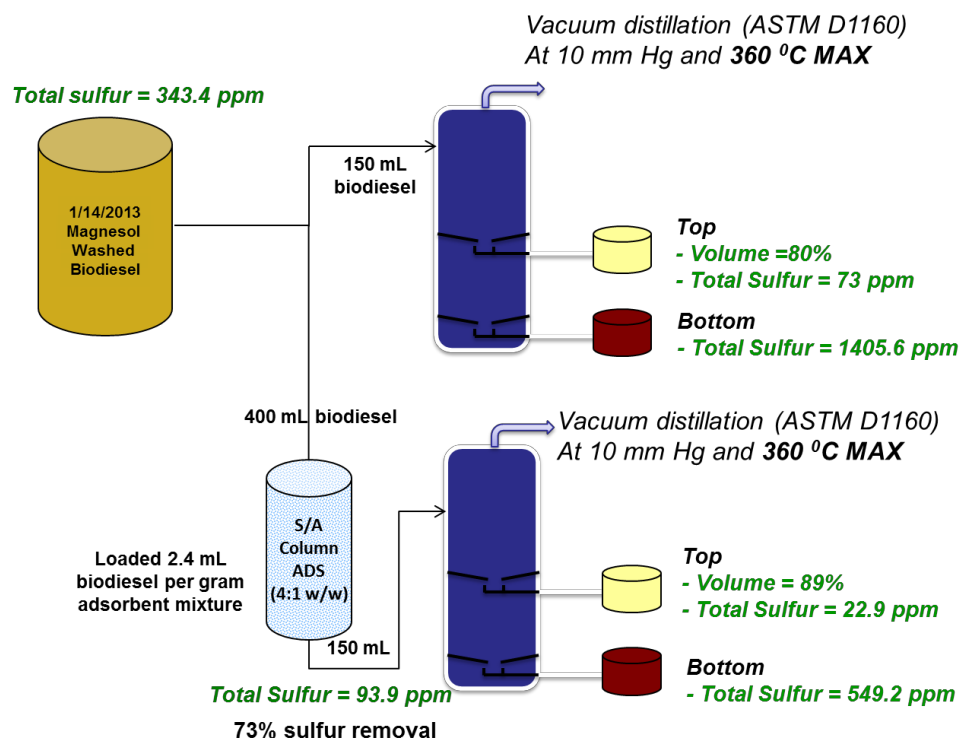 Vacuum distillation (ASTM D1160)
At 10 mm Hg and 360 ⁰C MAX
Total sulfur = 343.4 ppm
1/14/2013
Magnesol
Washed
Biodiesel
150 mL
biodiesel
Top
- Volume =80%
- Total Sulfur = 73 ppm
Bottom
- Total Sulfur = 1405.6 ppm
400 mL biodiesel
Vacuum distillation (ASTM D1160)
At 10 mm Hg and 360 ⁰C MAX
S/A
Column
ADS
(4:1 w/w)
Loaded 2.4 mL
biodiesel per gram
adsorbent mixture
150 mL
Top
- Volume = 89%
- Total Sulfur = 22.9 ppm
Bottom
- Total Sulfur = 549.2 ppm
Total Sulfur = 93.9 ppm
73% sulfur removal